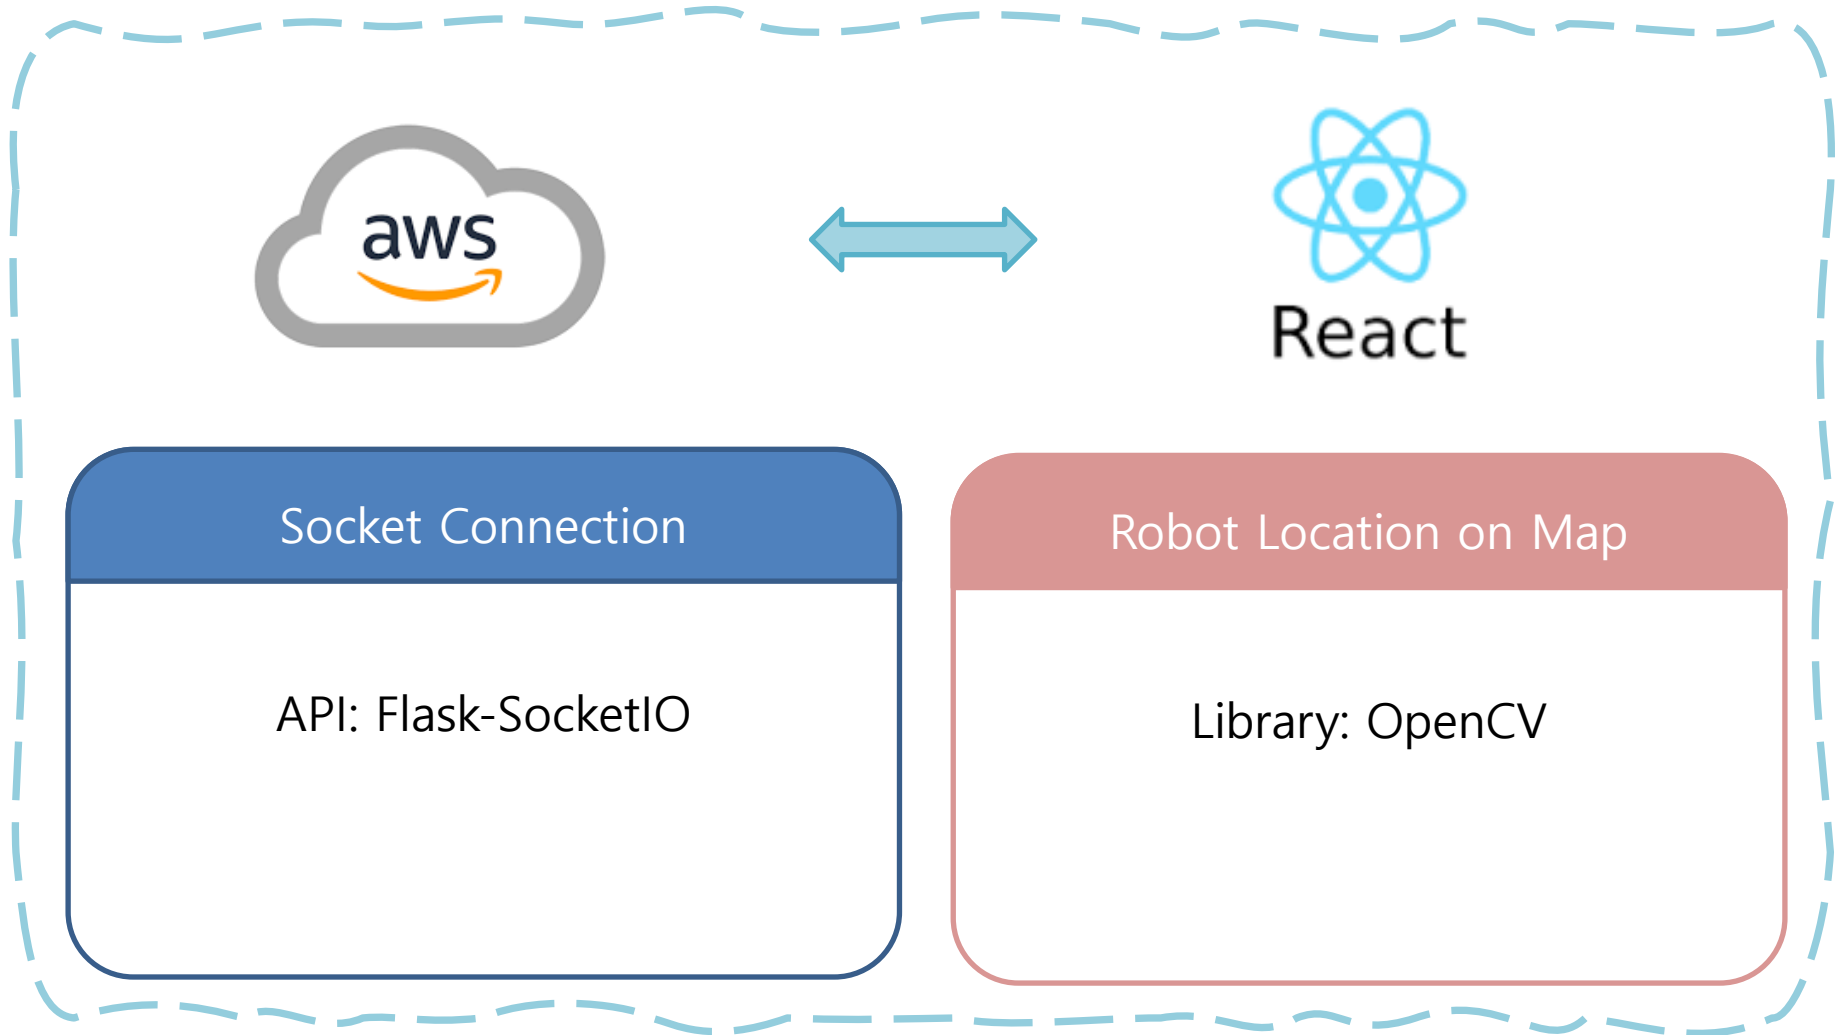 aws
React
Socket Connection
Robot Location on Map
API: Flask-SocketIO
Library: OpenCV